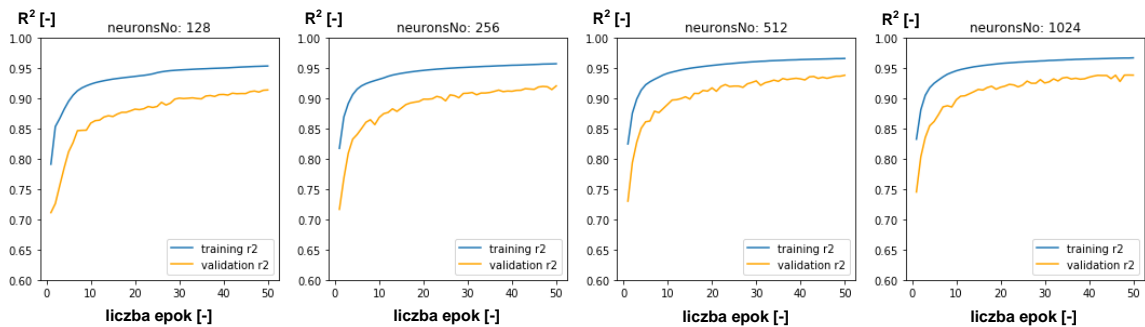 R² [-]
neuronsNo: 128
1.00
0.95
0.90
0.85
0.80
0.75
0.70
0.65
0.60
training r2
validation r2
0 10 20 30 40 50
liczba epok [-]
R² [-]
neuronsNo: 256
1.00
0.95
0.90
0.85
0.80
0.75
0.70
0.65
0.60
training r2
validation r2
0 10 20 30 40 50
liczba epok [-]
R² [-]
neuronsNo: 512
1.00
0.95
0.90
0.85
0.80
0.75
0.70
0.65
0.60
training r2
validation r2
0 10 20 30 40 50
liczba epok [-]
R² [-]
neuronsNo: 1024
1.00
0.95
0.90
0.85
0.80
0.75
0.70
0.65
0.60
training r2
validation r2
0 10 20 30 40 50
liczba epok [-]